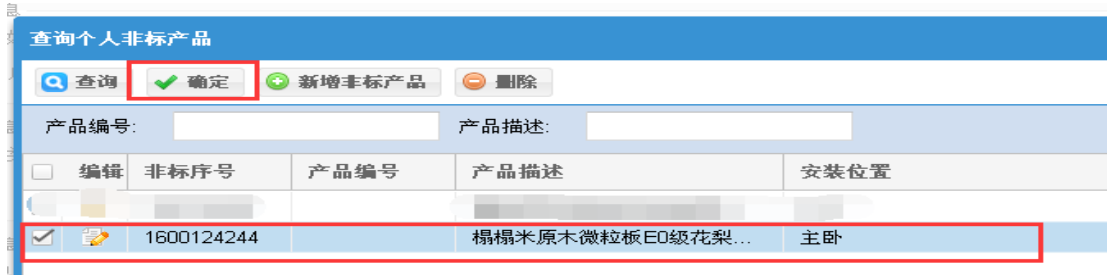 查询个人非标产品
查询 确定 新增非标产品 删除
产品编号: 产品描述:
编辑 非标序号 产品编号 产品描述 安装位置
1600124244 榻榻米原木微粒板E0级花梨... 主卧